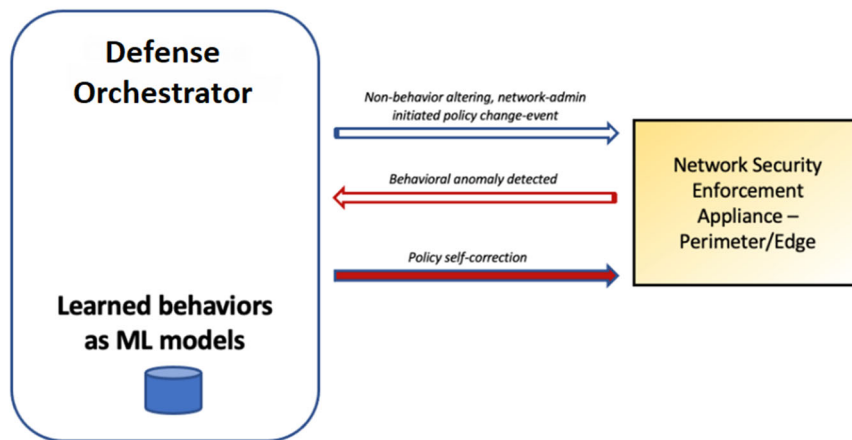 Defense
Orchestrator
Non-behavior altering, network-admin
initiated policy change-event
Behavioral anomaly detected
Policy self-correction
Network Security
Enforcement
Appliance –
Perimeter/Edge
Learned behaviors
as ML models